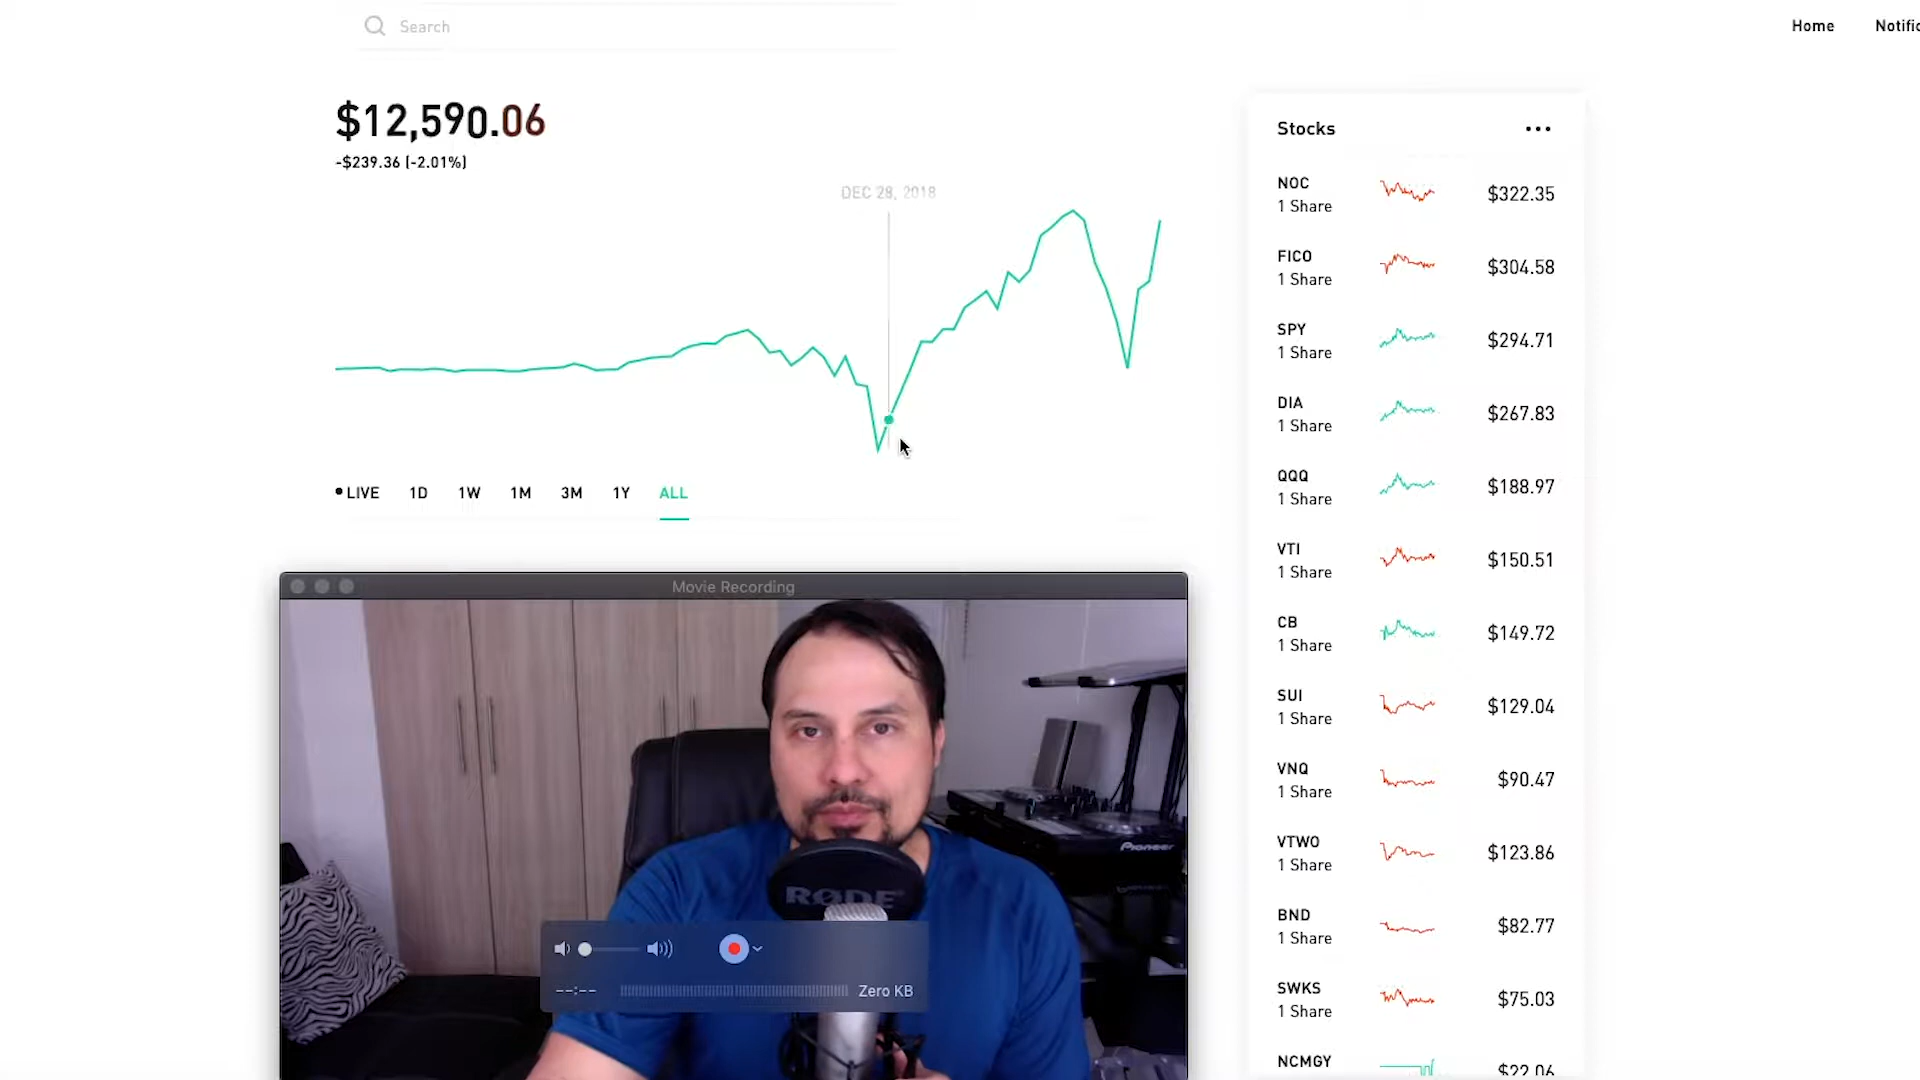 Search
Home
Notific
$12,590.06
-$239.36 (-2.01%)
DEC 28, 2018
LIVE 1D 1W 1M 3M 1Y ALL
Stocks
NOC
1 Share
$322.35
FICO
1 Share
$304.58
SPY
1 Share
$294.71
DIA
1 Share
$267.83
QQQ
1 Share
$188.97
VTI
1 Share
$150.51
CB
1 Share
$149.72
SUI
1 Share
$129.04
VNQ
1 Share
$90.47
VTWO
1 Share
$123.86
BND
1 Share
$82.77
SWKS
1 Share
$75.03
NCMGY
$22.06
Movie Recording
Pioneer
RØDE
--:--
Zero KB